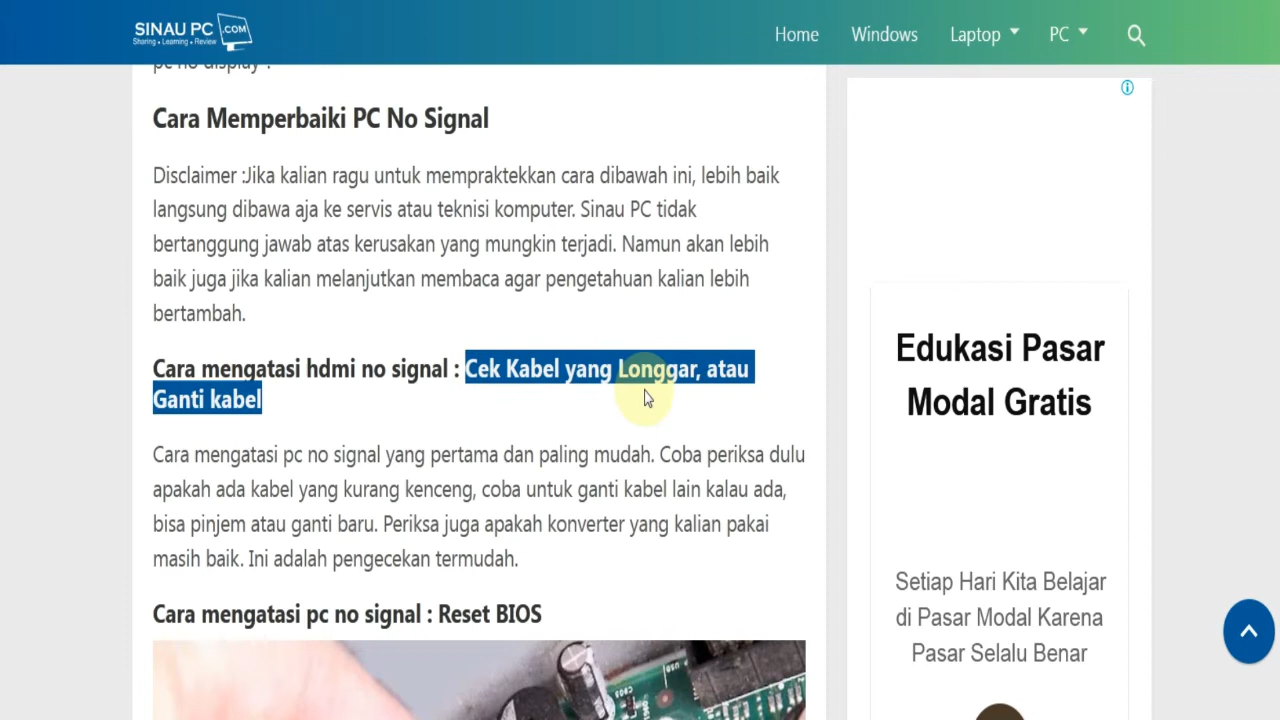 SINAU PC .COM
Sharing • Learning • Review
Home
Windows
Laptop
PC
pc no display .
Cara Memperbaiki PC No Signal
Disclaimer :Jika kalian ragu untuk mempraktekkan cara dibawah ini, lebih baik
langsung dibawa aja ke servis atau teknisi komputer. Sinau PC tidak
bertanggung jawab atas kerusakan yang mungkin terjadi. Namun akan lebih
baik juga jika kalian melanjutkan membaca agar pengetahuan kalian lebih
bertambah.
Cara mengatasi hdmi no signal : Cek Kabel yang Longgar, atau
Ganti kabel
Cara mengatasi pc no signal yang pertama dan paling mudah. Coba periksa dulu
apakah ada kabel yang kurang kenceng, coba untuk ganti kabel lain kalau ada,
bisa pinjem atau ganti baru. Periksa juga apakah konverter yang kalian pakai
masih baik. Ini adalah pengecekan termudah.
Cara mengatasi pc no signal : Reset BIOS
Edukasi Pasar
Modal Gratis
Setiap Hari Kita Belajar
di Pasar Modal Karena
Pasar Selalu Benar